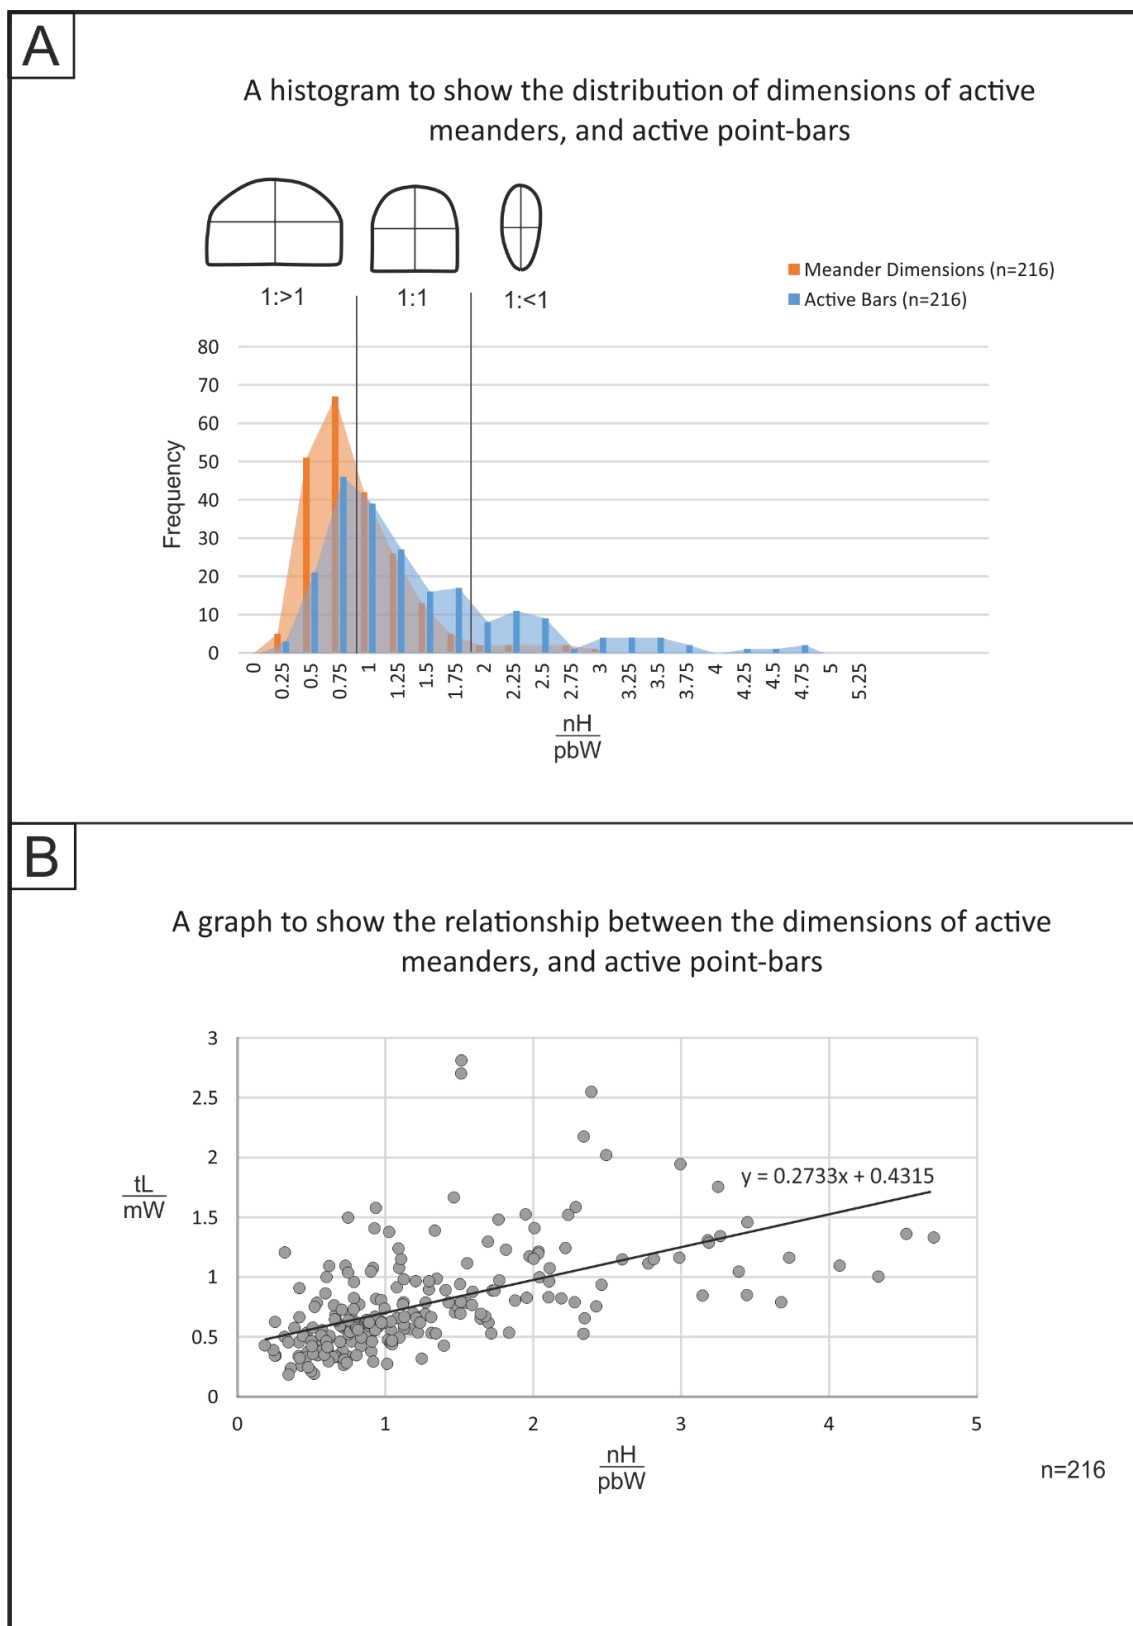 A
A histogram to show the distribution of dimensions of active
meanders, and active point-bars
1:>1
1:1
1:<1
Meander Dimensions (n=216)
Active Bars (n=216)
80
70
60
50
40
30
20
10
0
Frequency
0 0.25 0.5 0.75 1 1.25 1.5 1.75 2 2.25 2.5 2.75 3 3.25 3.5 3.75 4 4.25 4.5 4.75 5 5.25
nH
pbW
B
A graph to show the relationship between the dimensions of active
meanders, and active point-bars
3
2.5
2
1.5
1
0.5
0
tL
mW
y = 0.2733x + 0.4315
0 1 2 3 4 5
nH
pbW
n=216